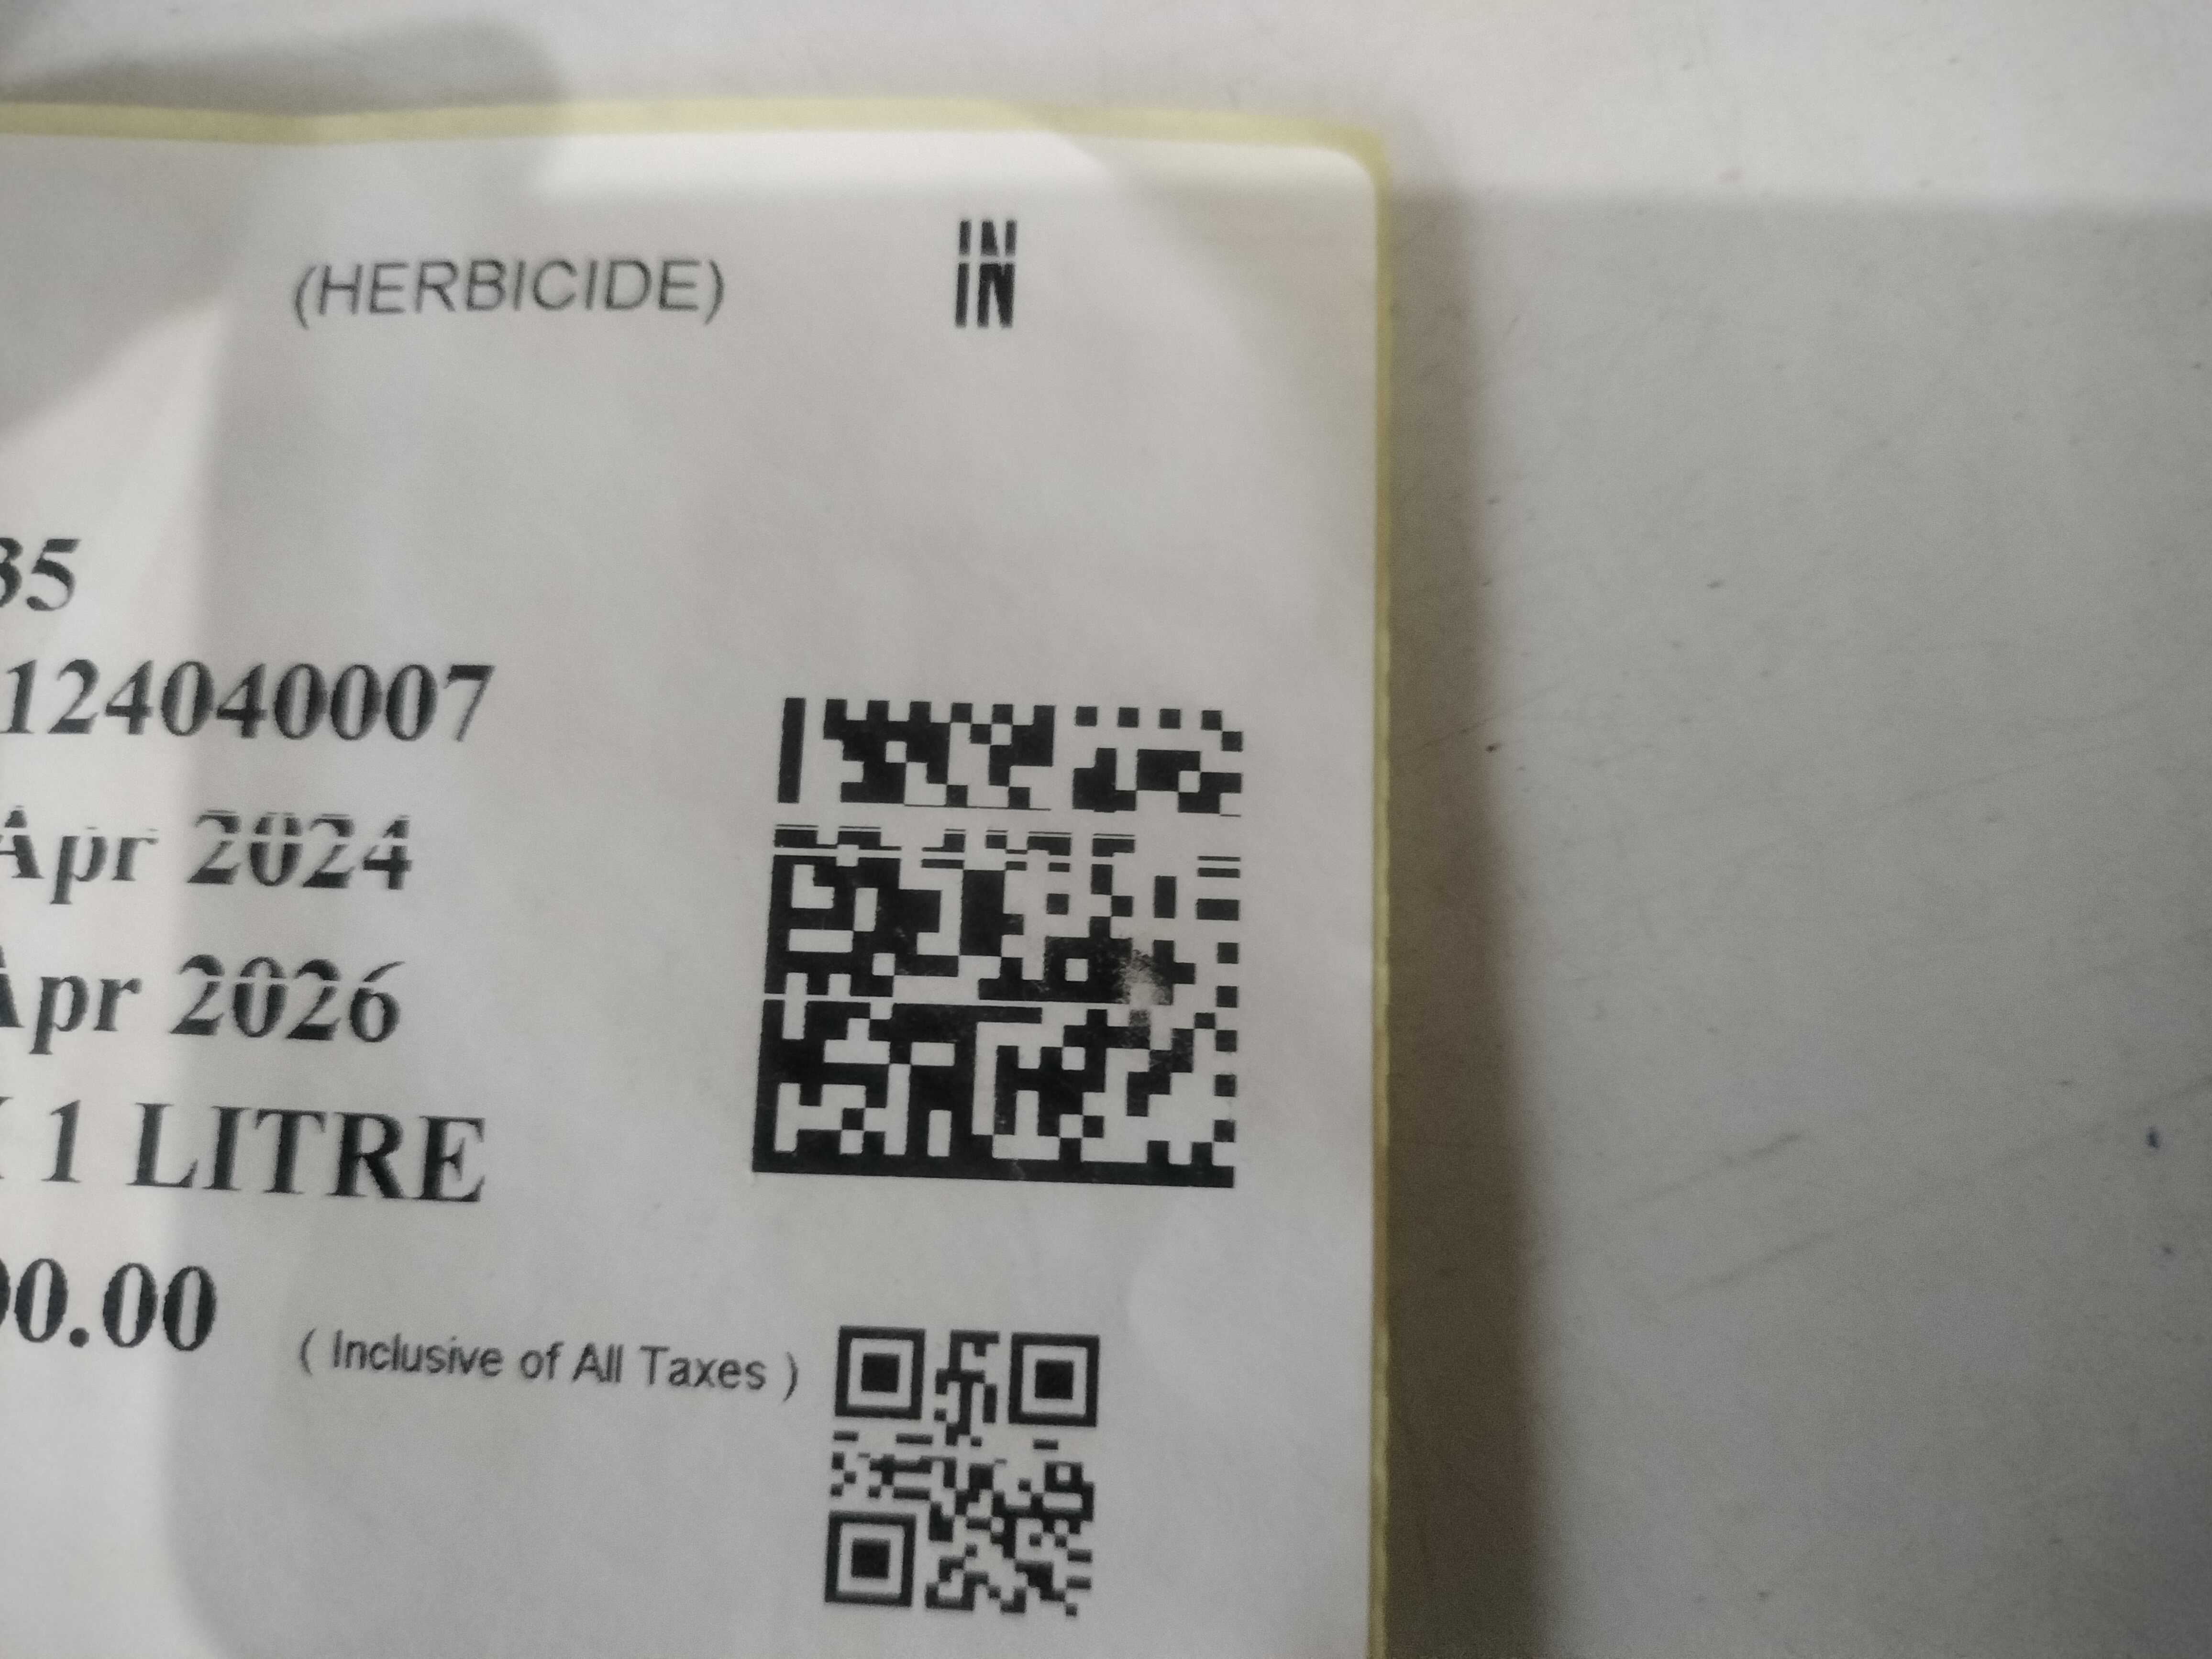 (HERBICIDE) IN
35
124040007
Apr 2024
Apr 2026
1 LITRE
00.00 ( Inclusive of All Taxes )